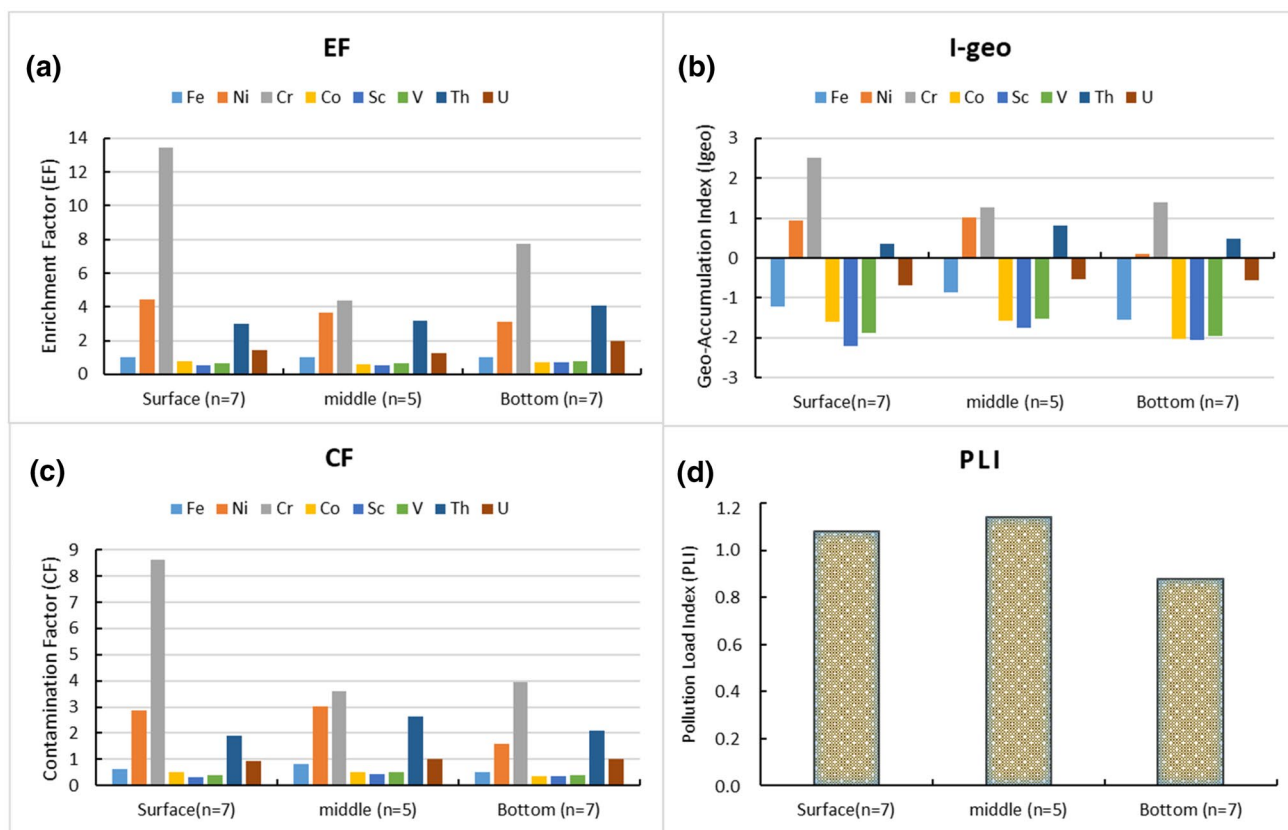 (a)
EF
Fe Ni Cr Co Sc V Th U
Enrichment Factor (EF)
14
12
10
8
6
4
2
0
Surface (n=7) middle (n=5) Bottom (n=7)
(b)
I-geo
Fe Ni Cr Co Sc V Th U
Geo-Accumulation Index (Igeo)
3
2
1
0
-1
-2
-3
Surface(n=7) middle (n=5) Bottom (n=7)
(c)
CF
Fe Ni Cr Co Sc V Th U
Contamination Factor (CF)
9
8
7
6
5
4
3
2
1
0
Surface(n=7) middle (n=5) Bottom (n=7)
(d)
PLI
Pollution Load Index (PLI)
1.2
1.0
0.8
0.6
0.4
0.2
0.0
Surface(n=7) middle (n=5) Bottom (n=7)